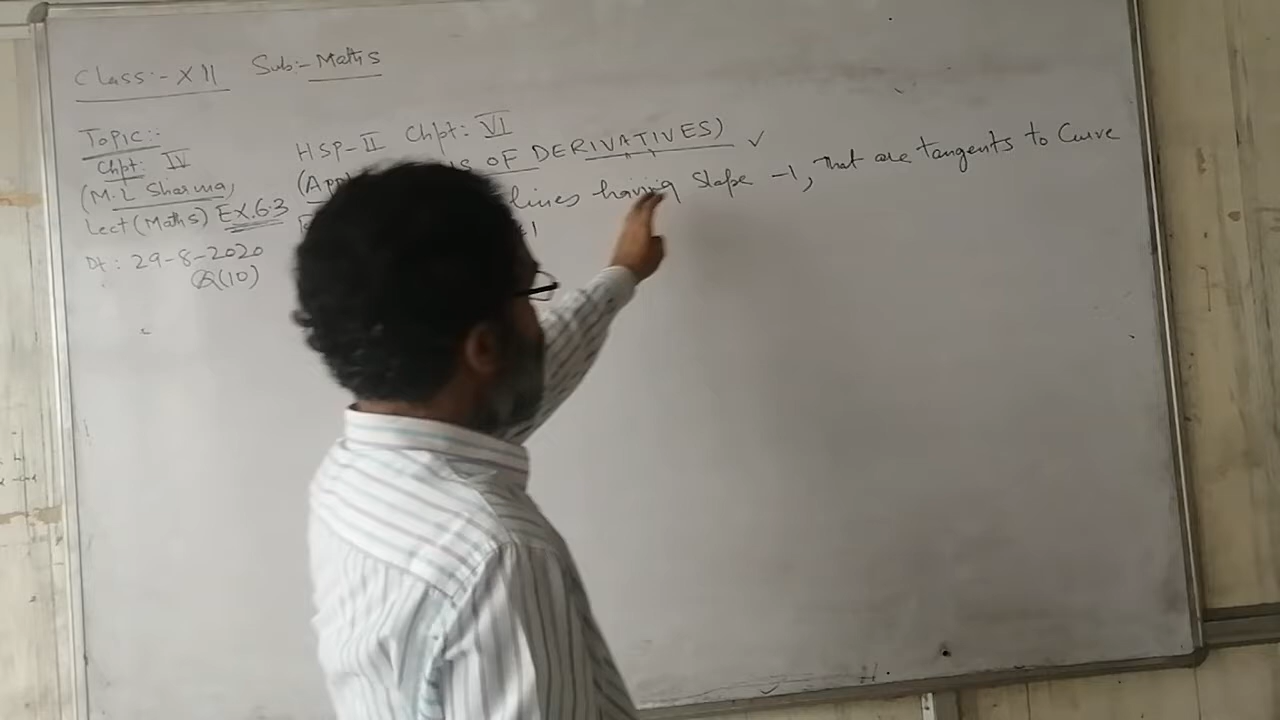 Class:- XII Sub:- Maths
Topic::
Chpt: IV
(M.L Sharma,
Lect (Maths) EX.6.3
Dt: 29-8-2020
Q(10)
HSP-II Chpt: VI
(App OF DERIVATIVES) ✓
lines having Slope -1, that are tangents to Curve